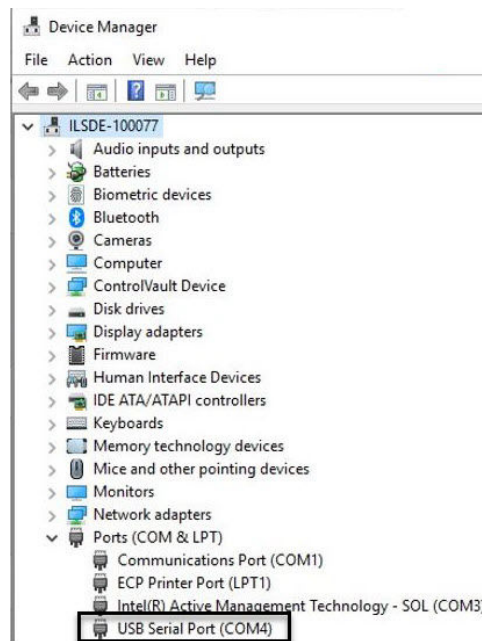 Device Manager
File Action View Help
ILSDE-100077
Audio inputs and outputs
Batteries
Biometric devices
Bluetooth
Cameras
Computer
ControlVault Device
Disk drives
Display adapters
Firmware
Human Interface Devices
IDE ATA/ATAPI controllers
Keyboards
Memory technology devices
Mice and other pointing devices
Monitors
Network adapters
Ports (COM & LPT)
Communications Port (COM1)
ECP Printer Port (LPT1)
Intel(R) Active Management Technology - SOL (COM3)
USB Serial Port (COM4)